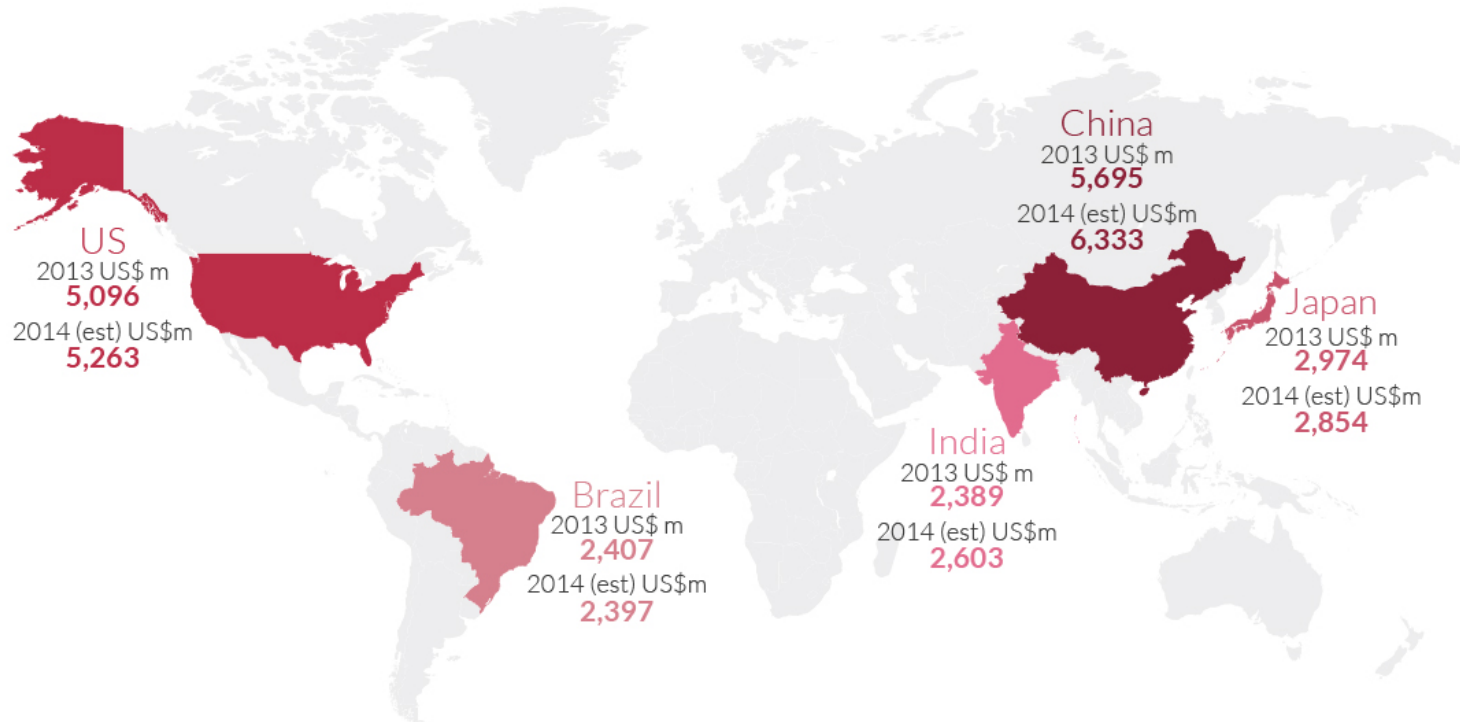 US
2013 US$ m
5,096
2014 (est) US$m
5,263
Brazil
2013 US$ m
2,407
2014 (est) US$m
2,397
China
2013 US$ m
5,695
2014 (est) US$m
6,333
India
2013 US$ m
2,389
2014 (est) US$m
2,603
Japan
2013 US$ m
2,974
2014 (est) US$m
2,854